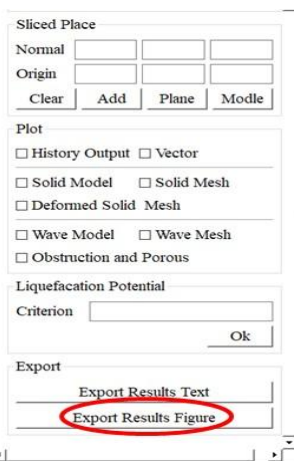 Sliced Place
Normal
Origin
Clear Add Plane Modle
Plot
History Output Vector
Solid Model Solid Mesh
Deformed Solid Mesh
Wave Model Wave Mesh
Obstruction and Porous
Liquefacation Potential
Criterion
Ok
Export
Export Results Text
Export Results Figure